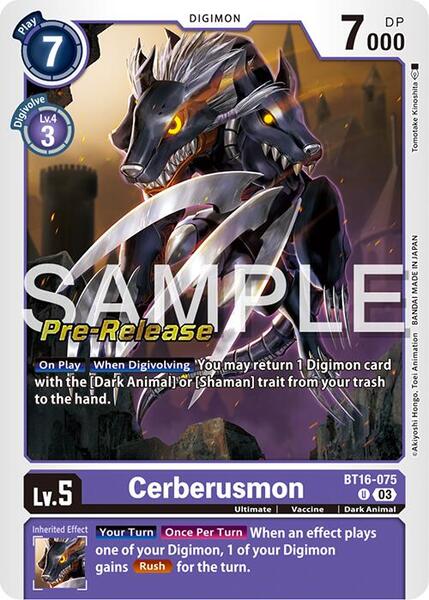 DIGIMON
Play
7
DP
7000
Digivolve
Lv.4
3
Tomotake Kinoshita
©Akiyoshi Hongo, Toei Animation BANDAI MADE IN JAPAN
SAMPLE
Pre-Release
On Play When Digivolving You may return 1 Digimon card
with the [Dark Animal] or [Shaman] trait from your trash
to the hand.
BT16-075
Lv.5 Cerberusmon U 03
Ultimate | Vaccine | Dark Animal
Inherited Effect
Your Turn Once Per Turn When an effect plays
one of your Digimon, 1 of your Digimon
gains Rush for the turn.